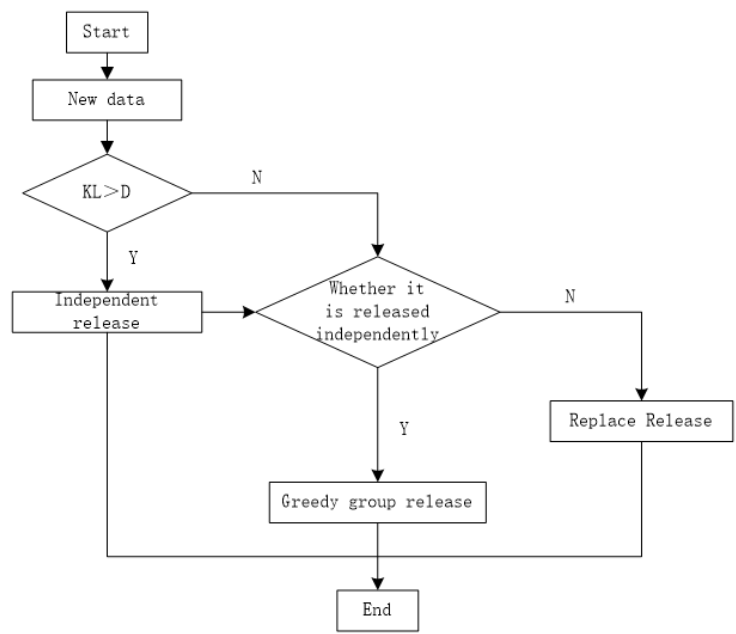 Start
New data
KL>D
N
Y
Independent
release
Whether it
is released
independently
N
Y
Replace Release
Greedy group release
End